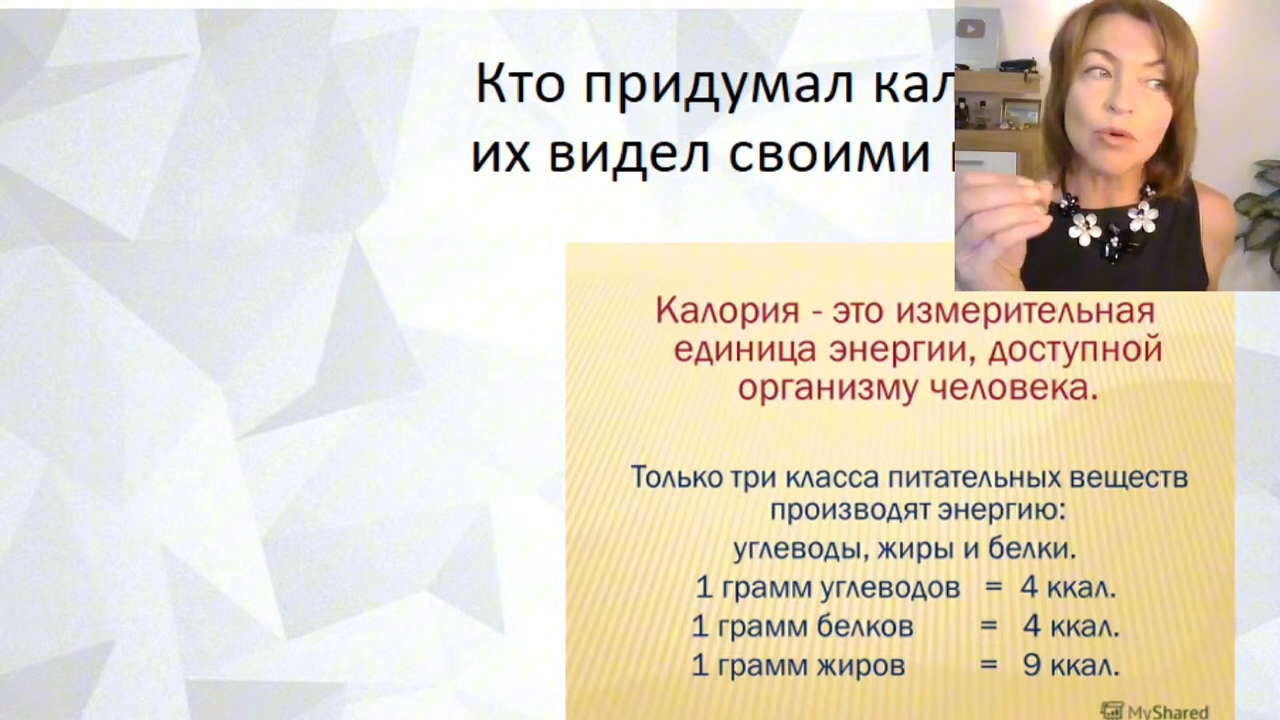 Кто придумал
их видел своими
Калория - это измерительная
единица энергии, доступной
организму человека.
Только три класса питательных веществ
производят энергию:
углеводы, жиры и белки.
1 грамм углеводов = 4 ккал.
1 грамм белков = 4 ккал.
1 грамм жиров = 9 ккал.
MyShared